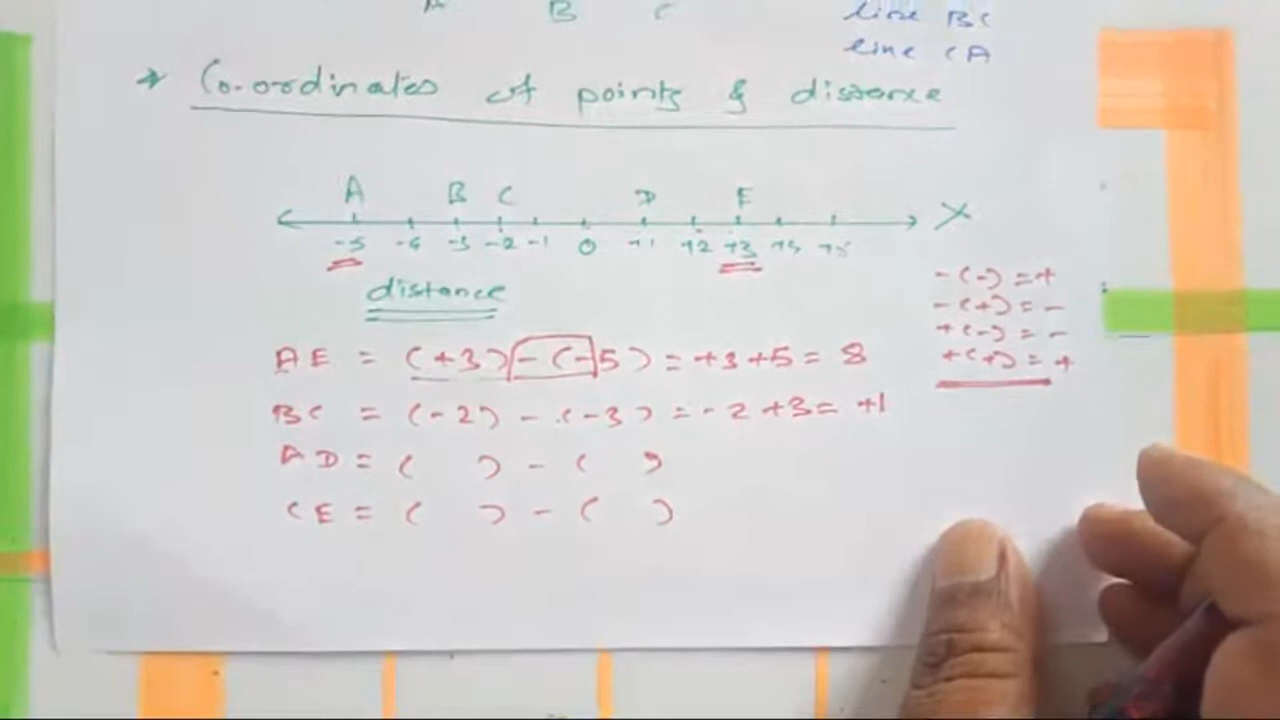 A B C
line BC
line CA
→ Co-ordinates of points & distance
A B C D E
-5 -4 -3 -2 -1 0 +1 +2 +3 +4 +5 X
distance
-(-) = +
-(+) = -
+(-) = -
+(+) = +
AE = (+3) - (-5) = +3+5 = 8
BC = (-2) - (-3) = -2+3 = +1
AD = ( ) - ( )
CE = ( ) - ( )